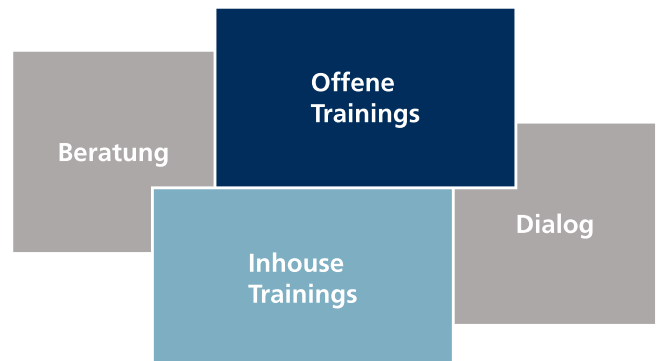 Offene
Trainings
Beratung
Dialog
Inhouse
Trainings